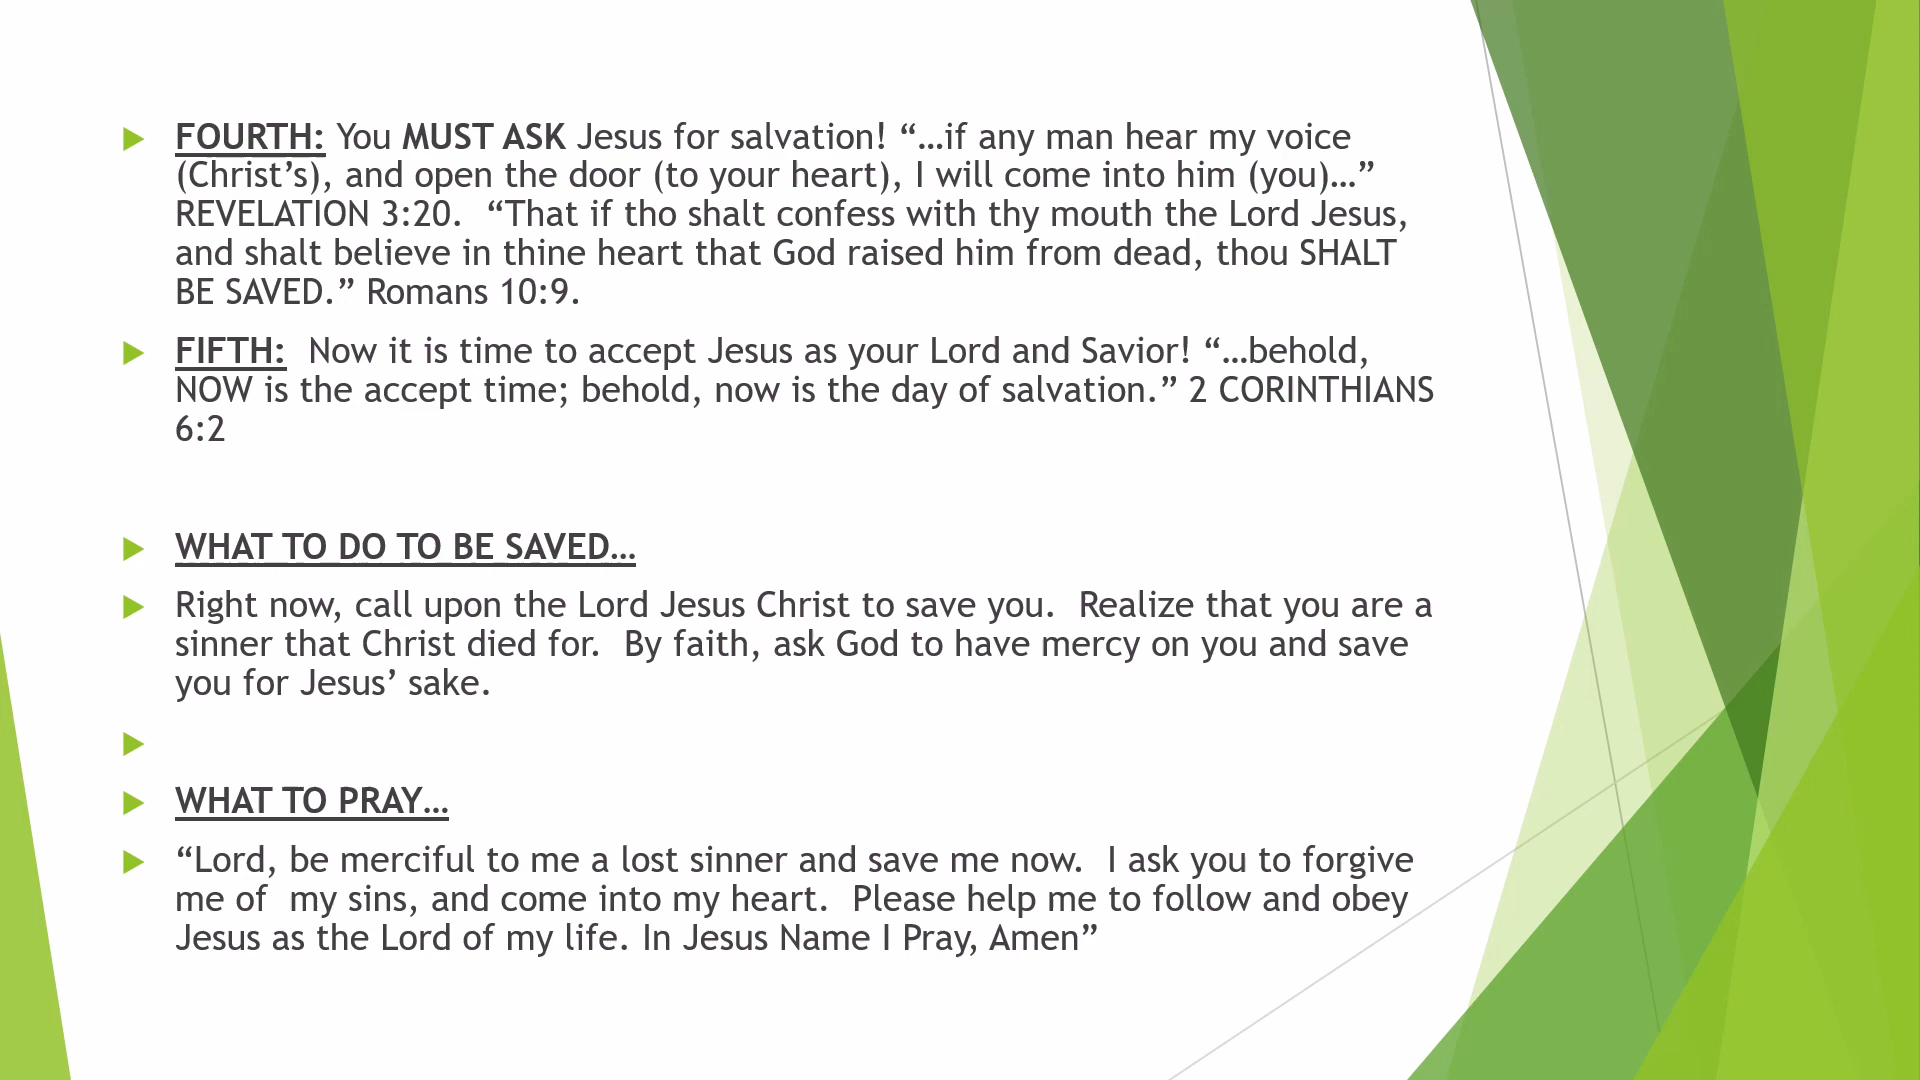 FOURTH: You MUST ASK Jesus for salvation! “…if any man hear my voice
(Christ’s), and open the door (to your heart), I will come into him (you)…”
REVELATION 3:20.  “That if tho shalt confess with thy mouth the Lord Jesus,
and shalt believe in thine heart that God raised him from dead, thou SHALT
BE SAVED.” Romans 10:9.
FIFTH:  Now it is time to accept Jesus as your Lord and Savior! “…behold,
NOW is the accept time; behold, now is the day of salvation.” 2 CORINTHIANS
6:2
WHAT TO DO TO BE SAVED…
Right now, call upon the Lord Jesus Christ to save you.  Realize that you are a
sinner that Christ died for.  By faith, ask God to have mercy on you and save
you for Jesus’ sake.
WHAT TO PRAY…
“Lord, be merciful to me a lost sinner and save me now.  I ask you to forgive
me of  my sins, and come into my heart.  Please help me to follow and obey
Jesus as the Lord of my life. In Jesus Name I Pray, Amen”